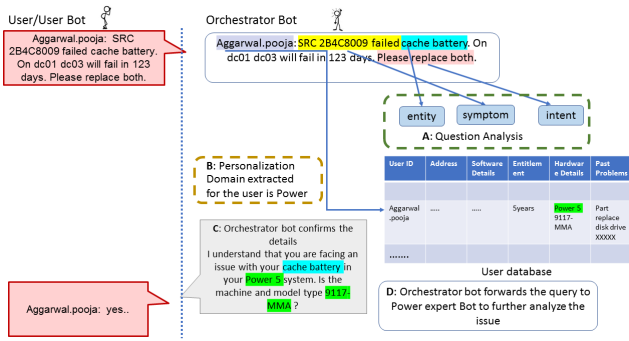 User/User Bot
Orchestrator Bot
Aggarwal.pooja: SRC
2B4C8009 failed cache battery.
On dc01 dc03 will fail in 123
days. Please replace both.
Aggarwal.pooja: SRC 2B4C8009 failed cache battery. On
dc01 dc03 will fail in 123 days. Please replace both.
entity
symptom
intent
A: Question Analysis
B: Personalization
Domain extracted
for the user is Power
User ID
Address
Software
Details
Entitlem
ent
Hardwar
e Details
Past
Problems
Aggarwal
.pooja
.....
.....
5years
Power 5
9117-
MMA
Part
replace
disk drive
XXXXX
.......
User database
C: Orchestrator bot confirms the
details
I understand that you are facing an
issue with your cache battery in
your Power 5 system. Is the
machine and model type 9117-
MMA ?
D: Orchestrator bot forwards the query to
Power expert Bot to further analyze the
issue
Aggarwal.pooja: yes..